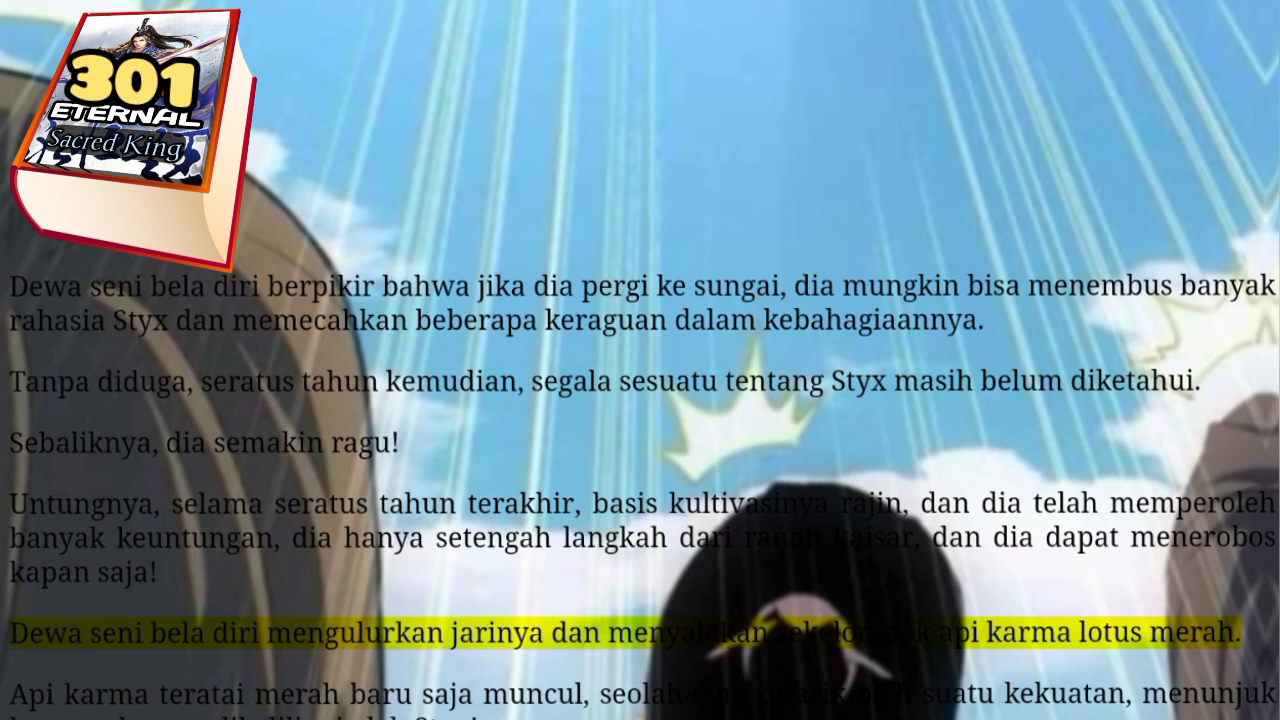 301
ETERNAL
Sacred King
Dewa seni bela diri berpikir bahwa jika dia pergi ke sungai, dia mungkin bisa menembus banyak
rahasia Styx dan memecahkan beberapa keraguan dalam kebahagiaannya.
Tanpa diduga, seratus tahun kemudian, segala sesuatu tentang Styx masih belum diketahui.
Sebaliknya, dia semakin ragu!
Untungnya, selama seratus tahun terakhir, basis kultivasinya rajin, dan dia telah memperoleh
banyak keuntungan, dia hanya setengah langkah dari ranah kaisar, dan dia dapat menerobos
kapan saja!
Dewa seni bela diri mengulurkan jarinya dan menyalakan sekelompok api karma lotus merah.
Api karma teratai merah baru saja muncul, suatu kekuatan, menunjuk